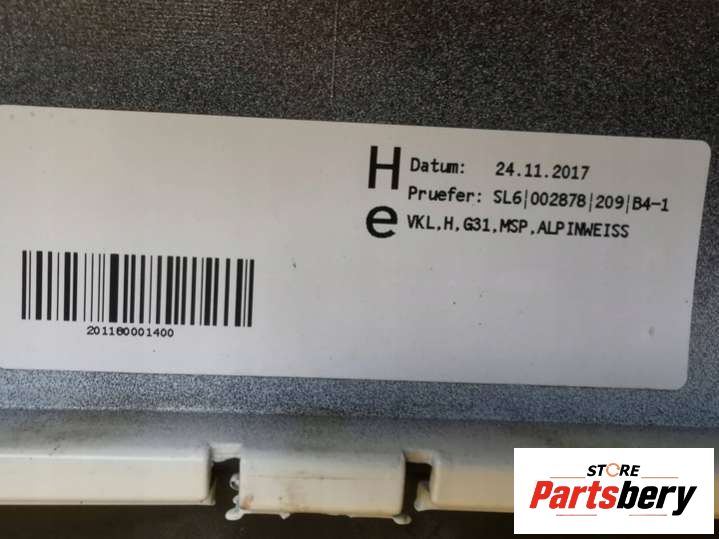 H
e
Datum: 24.11.2017
Pruefer: SL6|002878|209|B4-1
VKL,H,G31,MSP,ALPINWEISS
201180001400
STORE
Partsbery